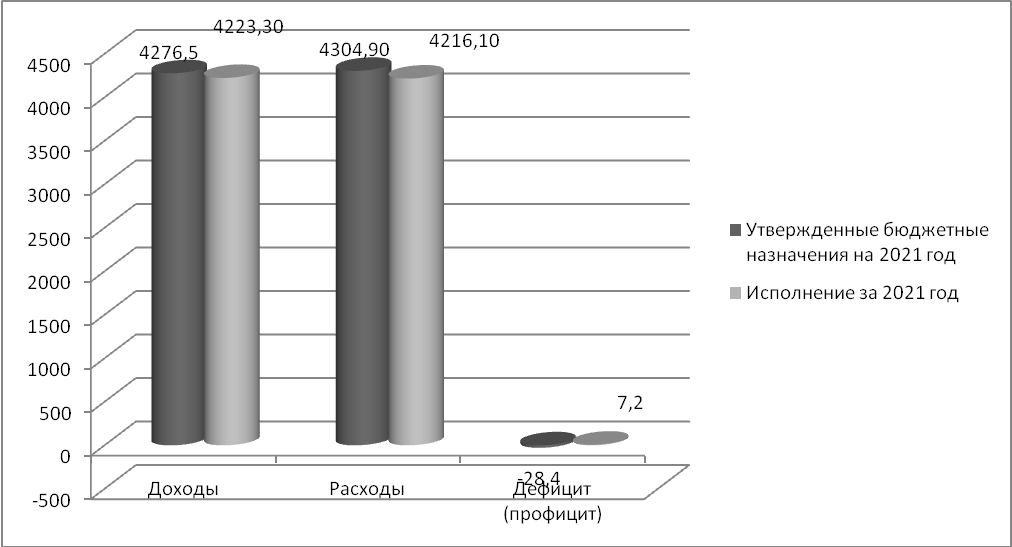 4276,5
4223,30
4304,90
4216,10
7,2
-28,4
4500
4000
3500
3000
2500
2000
1500
1000
500
0
-500
Доходы
Расходы
Дефицит
(профицит)
Утвержденные бюджетные
назначения на 2021 год
Исполнение за 2021 год